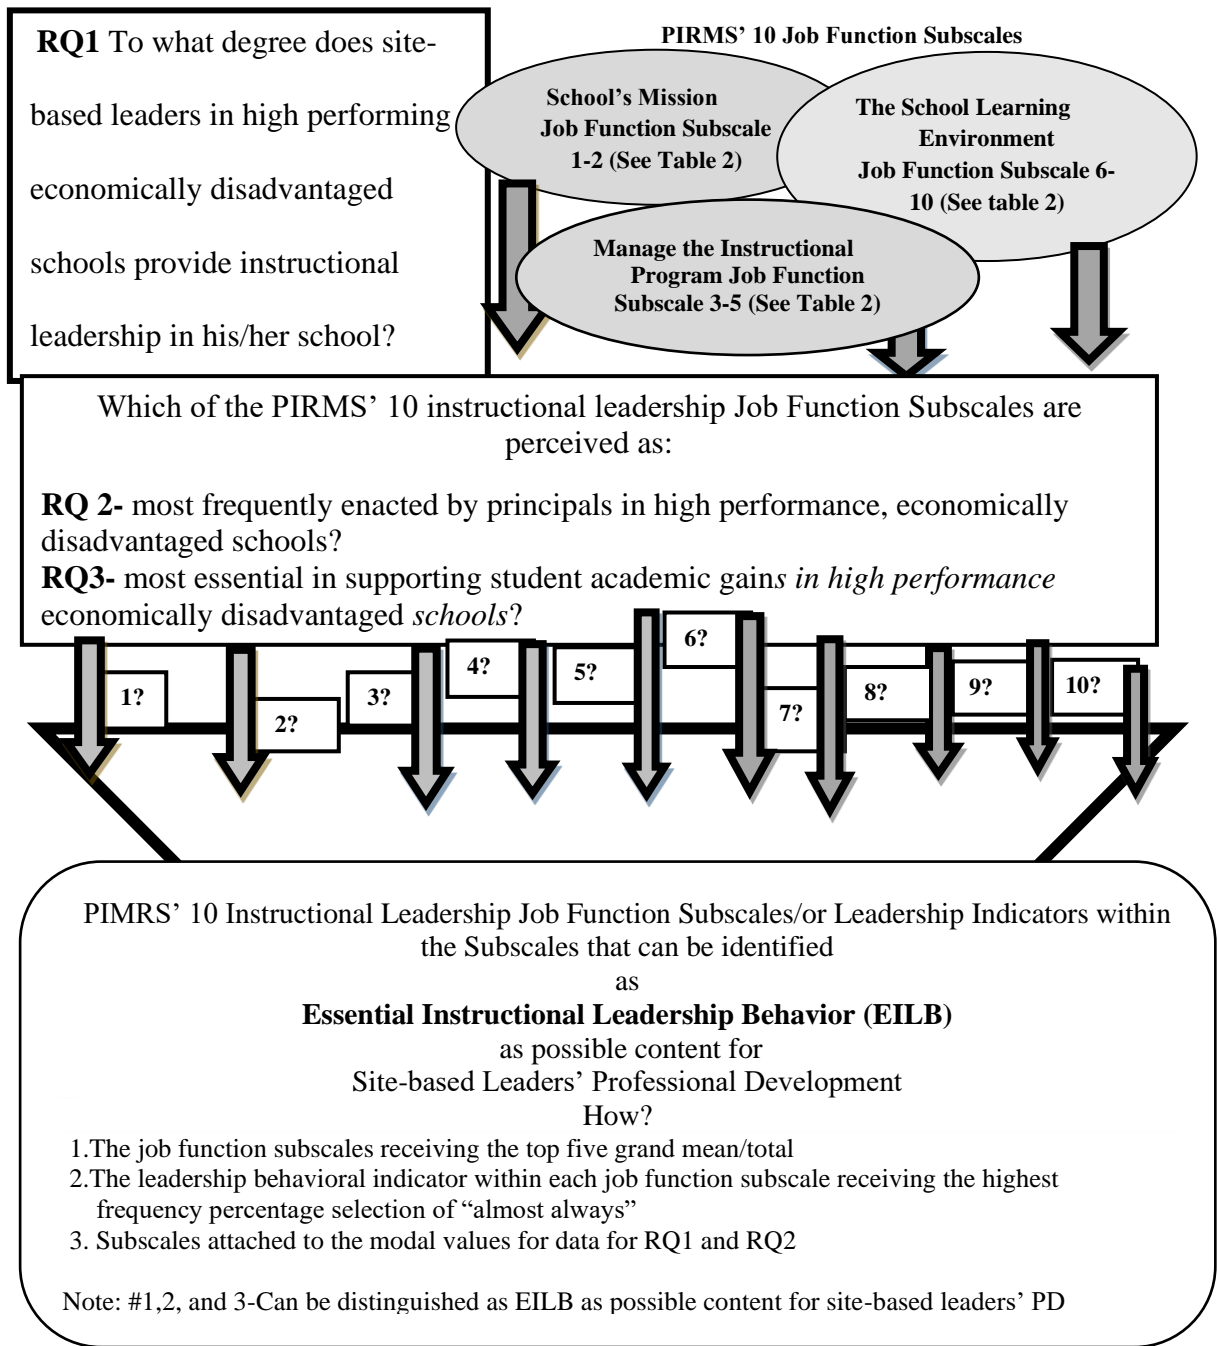 RQ1 To what degree does site-
based leaders in high performing
economically disadvantaged
schools provide instructional
leadership in his/her school?
PIRMS’ 10 Job Function Subscales
School’s Mission
Job Function Subscale
1-2 (See Table 2)
The School Learning
Environment
Job Function Subscale 6-
10 (See table 2)
Manage the Instructional
Program Job Function
Subscale 3-5 (See Table 2)
Which of the PIRMS’ 10 instructional leadership Job Function Subscales are
perceived as:
RQ 2- most frequently enacted by principals in high performance, economically
disadvantaged schools?
RQ3- most essential in supporting student academic gains in high performance
economically disadvantaged schools?
1?
2?
3?
4?
5?
6?
7?
8?
9?
10?
PIMRS’ 10 Instructional Leadership Job Function Subscales/or Leadership Indicators within
the Subscales that can be identified
as
Essential Instructional Leadership Behavior (EILB)
as possible content for
Site-based Leaders’ Professional Development
How?
1.The job function subscales receiving the top five grand mean/total
2.The leadership behavioral indicator within each job function subscale receiving the highest
frequency percentage selection of “almost always”
3. Subscales attached to the modal values for data for RQ1 and RQ2
Note: #1,2, and 3-Can be distinguished as EILB as possible content for site-based leaders’ PD